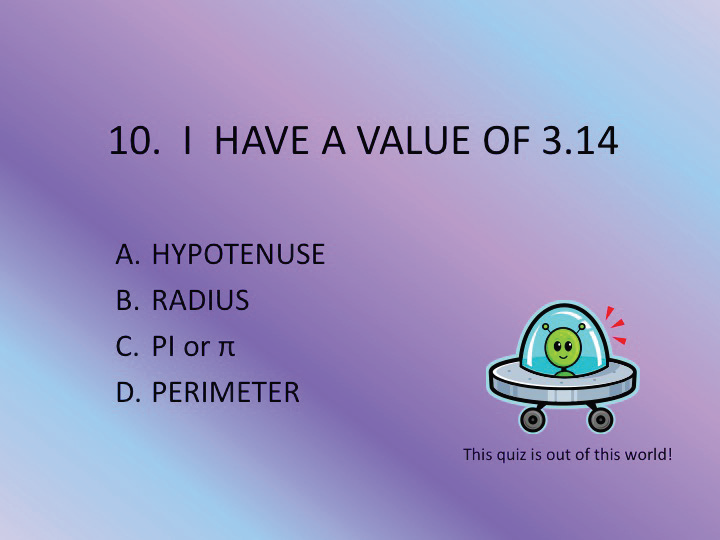 10.  I  HAVE A VALUE OF 3.14
A. HYPOTENUSE
B. RADIUS
C. PI or π
D. PERIMETER
This quiz is out of this world!